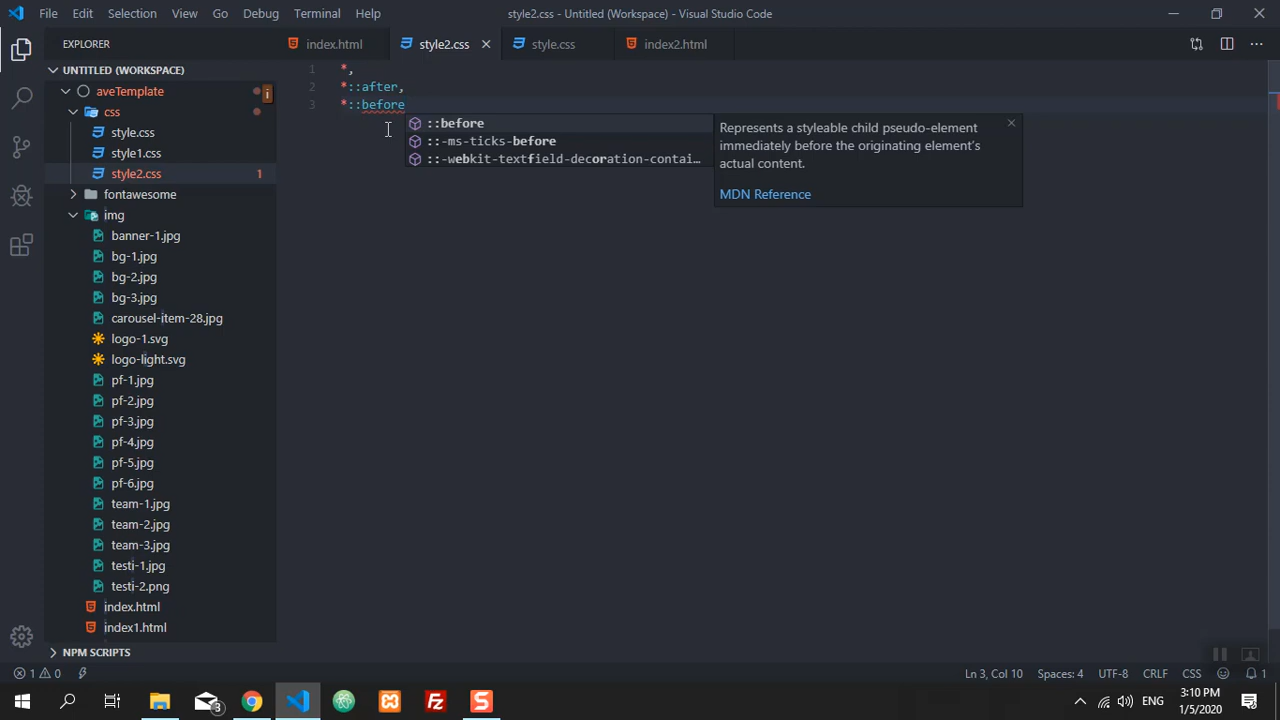 File Edit Selection View Go Debug Terminal Help
style2.css - Untitled (Workspace) - Visual Studio Code
EXPLORER
index.html
style2.css
style.css
index2.html
UNTITLED (WORKSPACE)
aveTemplate
css
style.css
style1.css
style2.css 1
fontawesome
img
banner-1.jpg
bg-1.jpg
bg-2.jpg
bg-3.jpg
carousel-item-28.jpg
logo-1.svg
logo-light.svg
pf-1.jpg
pf-2.jpg
pf-3.jpg
pf-4.jpg
pf-5.jpg
pf-6.jpg
team-1.jpg
team-2.jpg
team-3.jpg
testi-1.jpg
testi-2.png
index.html
index1.html
NPM SCRIPTS
1 *,
2 *::after,
3 *::before
::before
::-ms-ticks-before
::-webkit-textfield-decoration-contai…
Represents a styleable child pseudo-element
immediately before the originating element's
actual content.
MDN Reference
1 0
Ln 3, Col 10 Spaces: 4 UTF-8 CRLF CSS 1
3
ENG
3:10 PM
1/5/2020